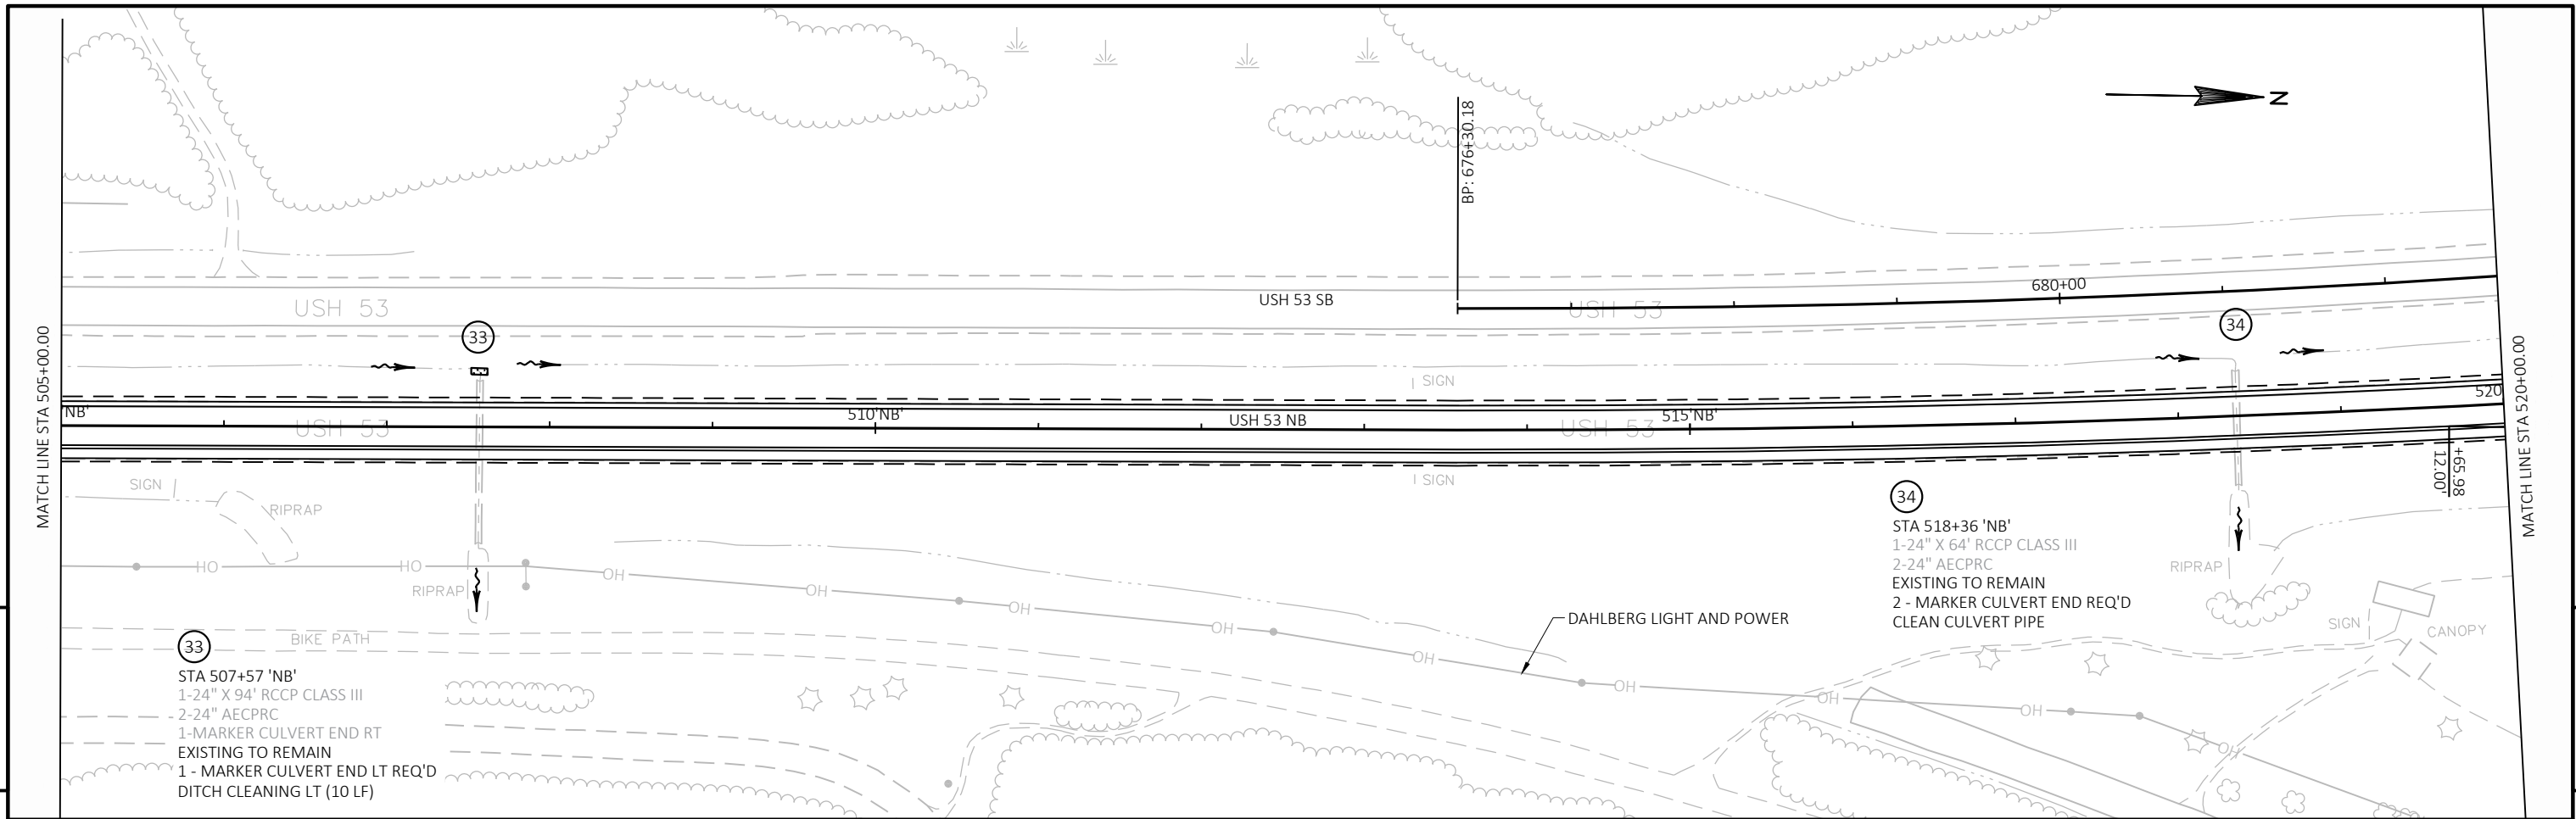 N
BP: 676+30.18
680+00
USH 53
USH 53 SB
USH 53
33
34
MATCH LINE STA 505+00.00
MATCH LINE STA 520+00.00
SIGN
NB'
510'NB'
515'NB'
520
USH 53
USH 53 NB
USH 53
+65.98
12.00'
SIGN
SIGN
RIPRAP
OH
OH
OH
OH
OH
OH
OH
OH
OH
OH
RIPRAP
BIKE PATH
DAHLBERG LIGHT AND POWER
34
STA 518+36 'NB'
1-24" X 64' RCCP CLASS III
2-24" AECPRC
EXISTING TO REMAIN
2 - MARKER CULVERT END REQ'D
CLEAN CULVERT PIPE
RIPRAP
SIGN
CANOPY
33
STA 507+57 'NB'
1-24" X 94' RCCP CLASS III
2-24" AECPRC
1-MARKER CULVERT END RT
EXISTING TO REMAIN
1 - MARKER CULVERT END LT REQ'D
DITCH CLEANING LT (10 LF)